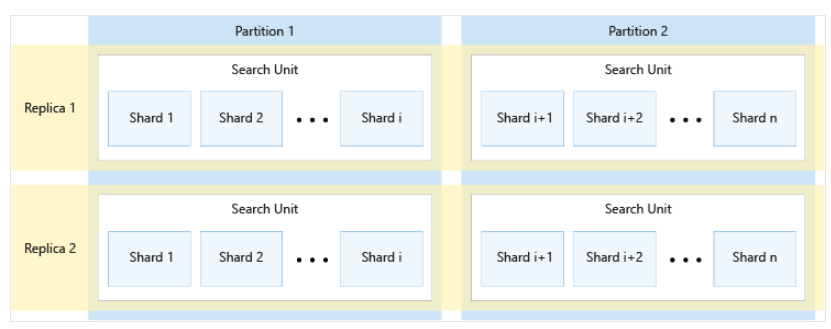 Partition 1
Partition 2
Replica 1
Search Unit
Shard 1 Shard 2 ... Shard i
Search Unit
Shard i+1 Shard i+2 ... Shard n
Replica 2
Search Unit
Shard 1 Shard 2 ... Shard i
Search Unit
Shard i+1 Shard i+2 ... Shard n